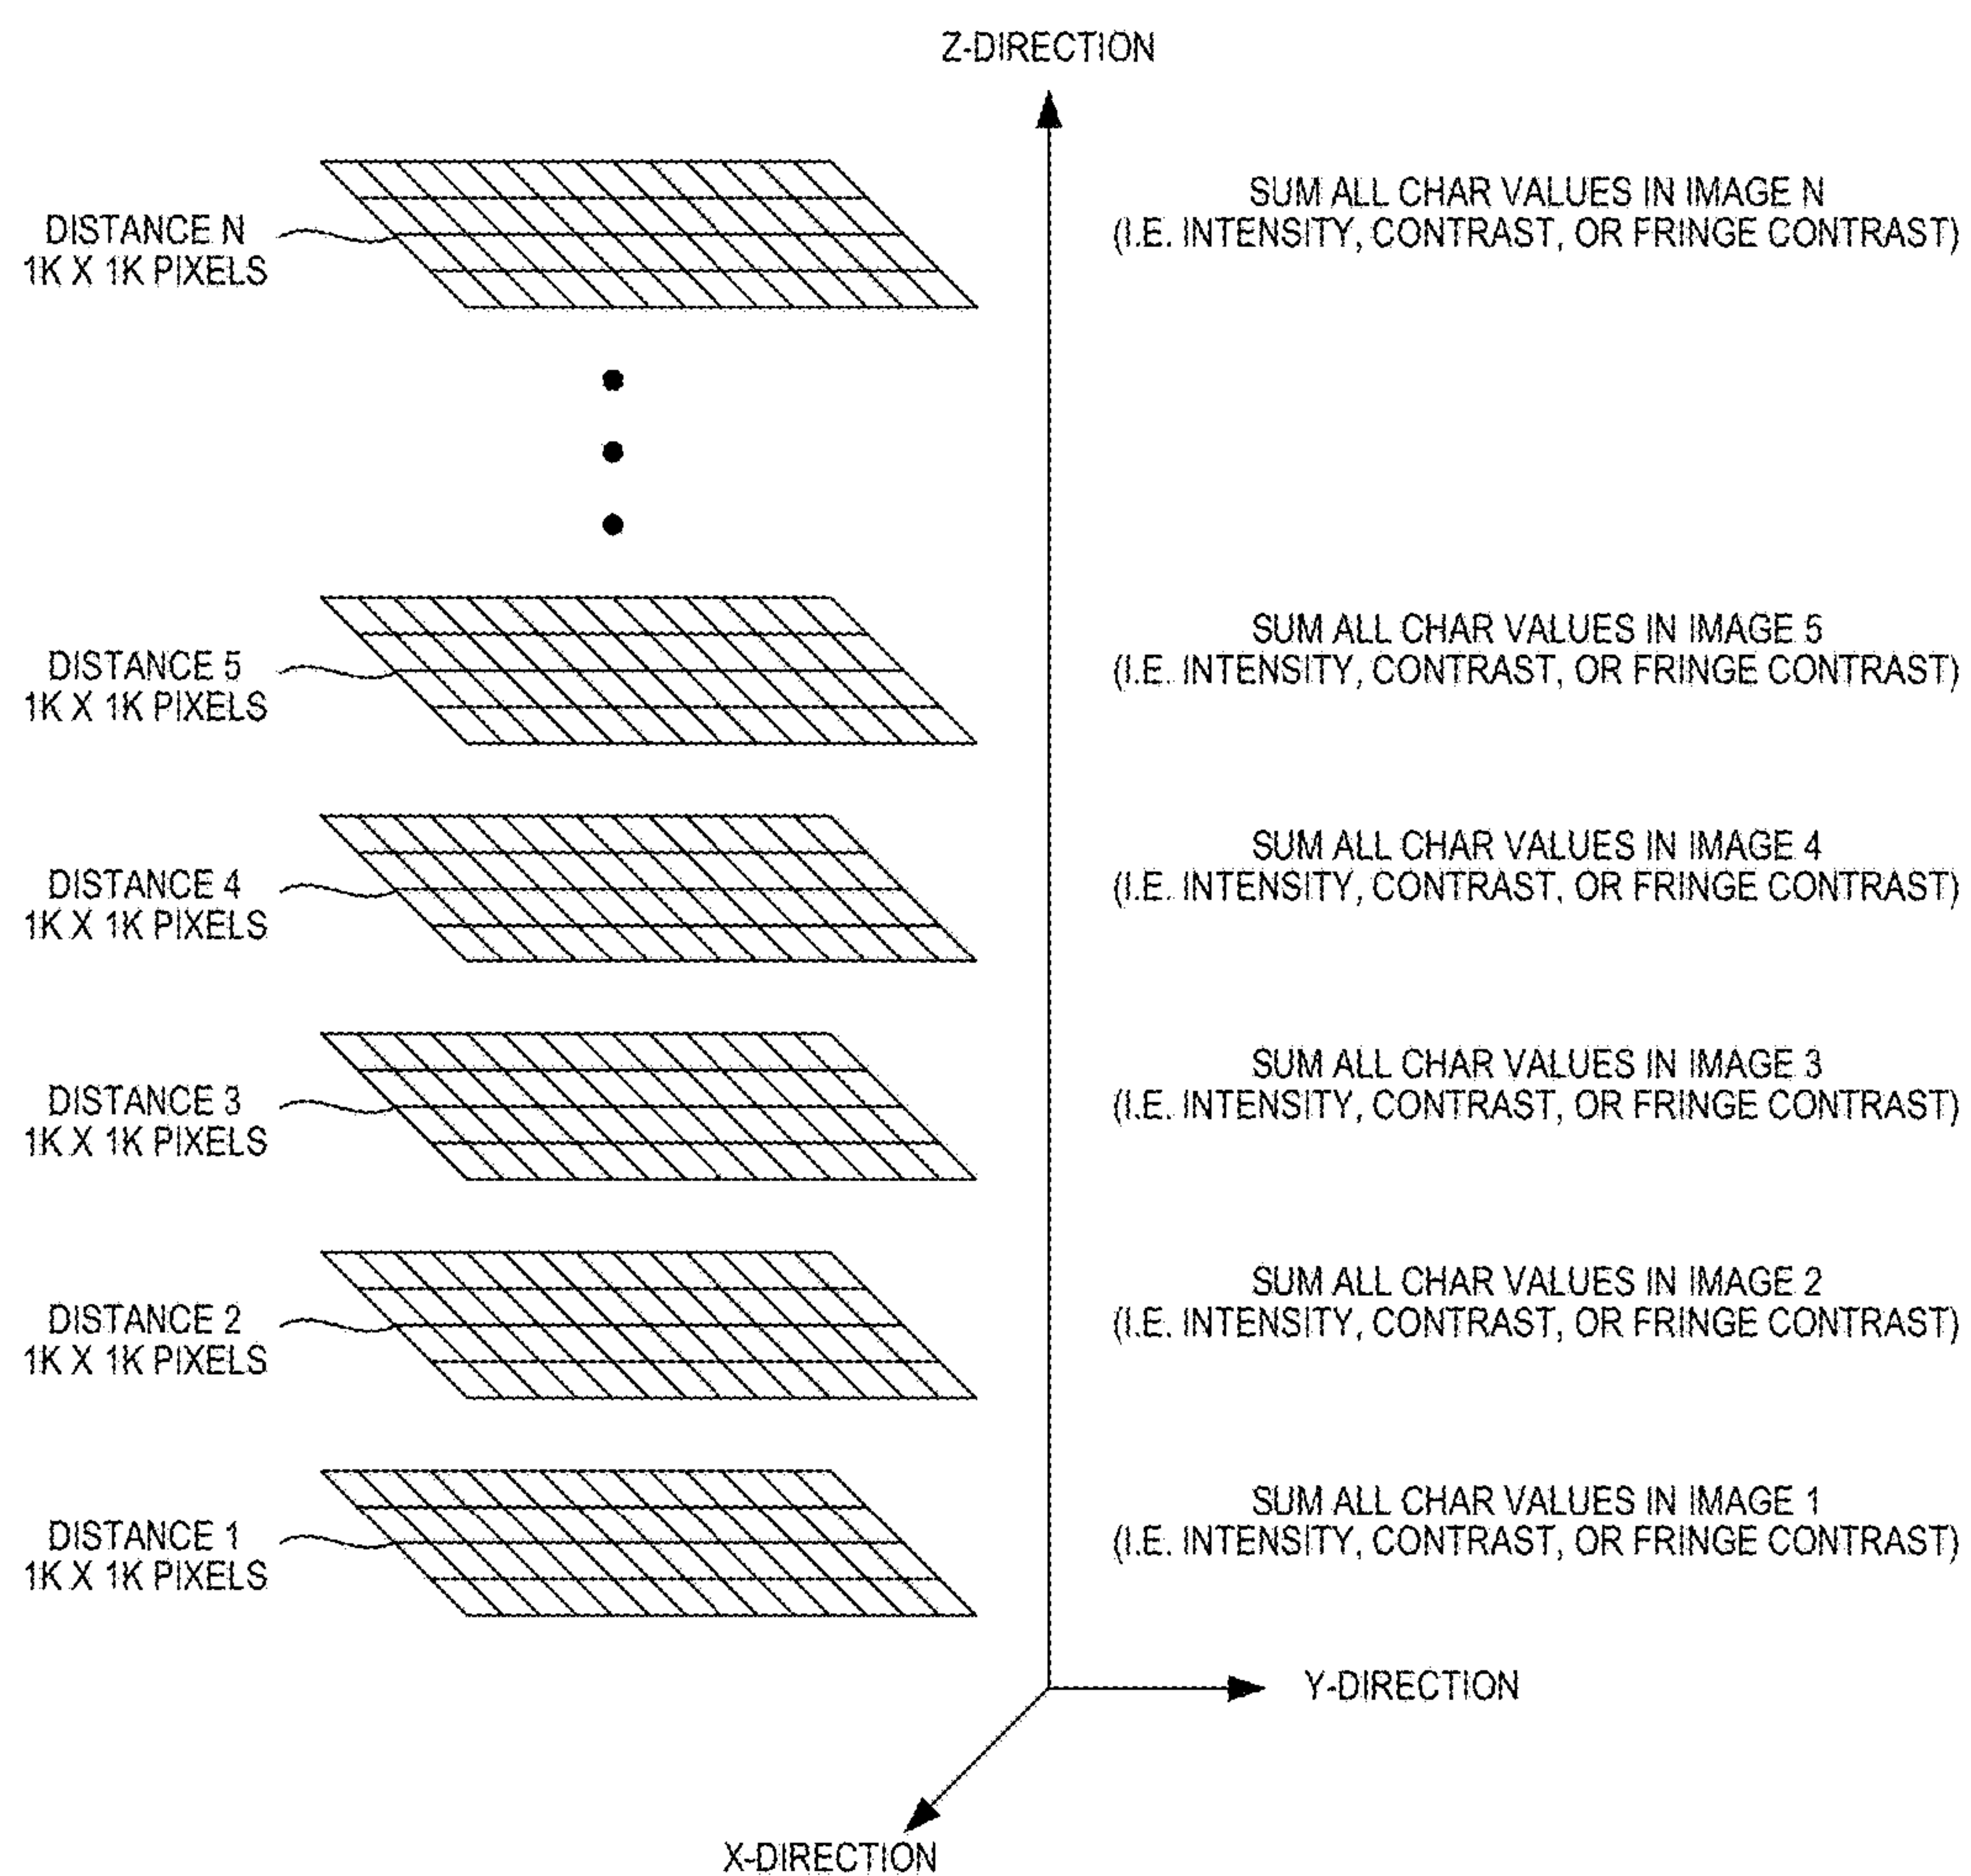 Z-DIRECTION
DISTANCE N
1K X 1K PIXELS
SUM ALL CHAR VALUES IN IMAGE N
(I.E. INTENSITY, CONTRAST, OR FRINGE CONTRAST)
DISTANCE 5
1K X 1K PIXELS
SUM ALL CHAR VALUES IN IMAGE 5
(I.E. INTENSITY, CONTRAST, OR FRINGE CONTRAST)
DISTANCE 4
1K X 1K PIXELS
SUM ALL CHAR VALUES IN IMAGE 4
(I.E. INTENSITY, CONTRAST, OR FRINGE CONTRAST)
DISTANCE 3
1K X 1K PIXELS
SUM ALL CHAR VALUES IN IMAGE 3
(I.E. INTENSITY, CONTRAST, OR FRINGE CONTRAST)
DISTANCE 2
1K X 1K PIXELS
SUM ALL CHAR VALUES IN IMAGE 2
(I.E. INTENSITY, CONTRAST, OR FRINGE CONTRAST)
DISTANCE 1
1K X 1K PIXELS
SUM ALL CHAR VALUES IN IMAGE 1
(I.E. INTENSITY, CONTRAST, OR FRINGE CONTRAST)
Y-DIRECTION
X-DIRECTION